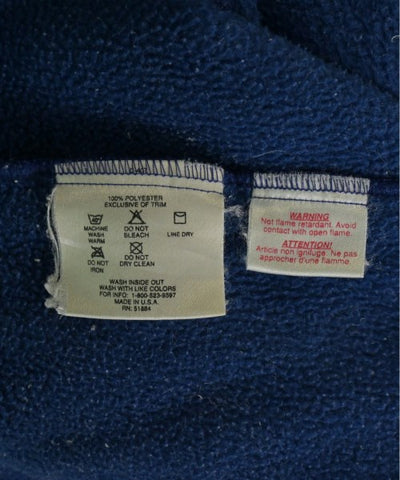 100% POLYESTER
EXCLUSIVE OF TRIM
MACHINE WASH WARM
DO NOT BLEACH
LINE DRY
DO NOT IRON
DO NOT DRY CLEAN
WASH INSIDE OUT
WASH WITH LIKE COLORS
FOR INFO: 1-800-523-9597
MADE IN U.S.A.
RN: 51884
WARNING
Not flame retardant. Avoid
contact with open flame.
ATTENTION!
Article non ignifuge. Ne pas
approcher d'une flamme.